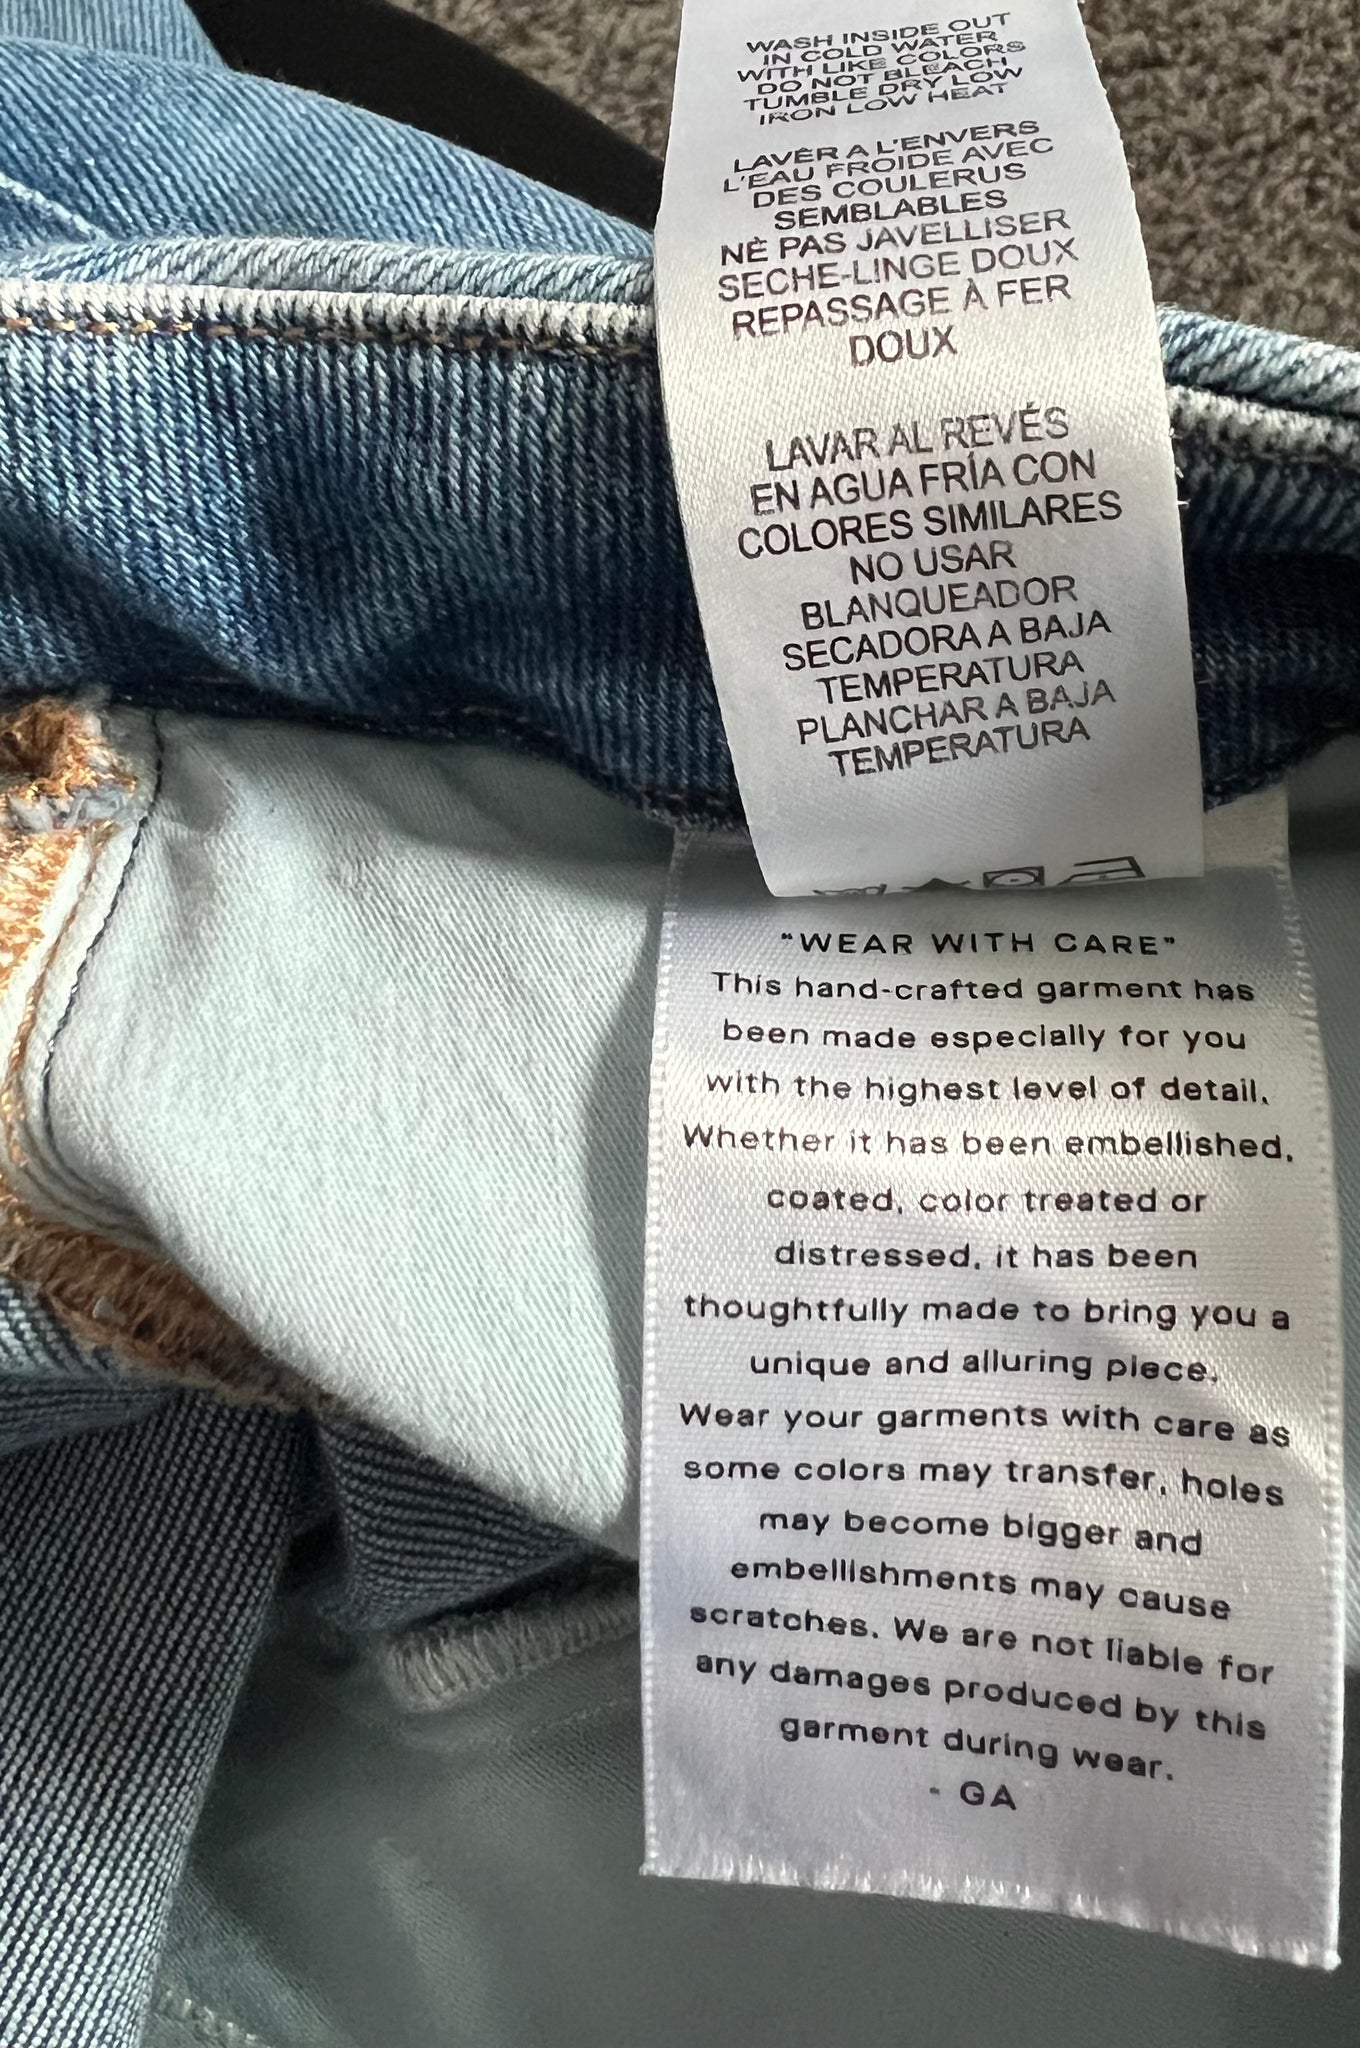 WASH INSIDE OUT
IN COLD WATER
WITH LIKE COLORS
DO NOT BLEACH
TUMBLE DRY LOW
IRON LOW HEAT
LAVER A L'ENVERS
L'EAU FROIDE AVEC
DES COULERUS
SEMBLABLES
NE PAS JAVELLISER
SECHE-LINGE DOUX
REPASSAGE À FER
DOUX
LAVAR AL REVÉS
EN AGUA FRÍA CON
COLORES SIMILARES
NO USAR
BLANQUEADOR
SECADORA A BAJA
TEMPERATURA
PLANCHAR A BAJA
TEMPERATURA
"WEAR WITH CARE"
This hand-crafted garment has
been made especially for you
with the highest level of detail.
Whether it has been embellished,
coated, color treated or
distressed, it has been
thoughtfully made to bring you a
unique and alluring piece.
Wear your garments with care as
some colors may transfer, holes
may become bigger and
embellishments may cause
scratches. We are not liable for
any damages produced by this
garment during wear.
- GA